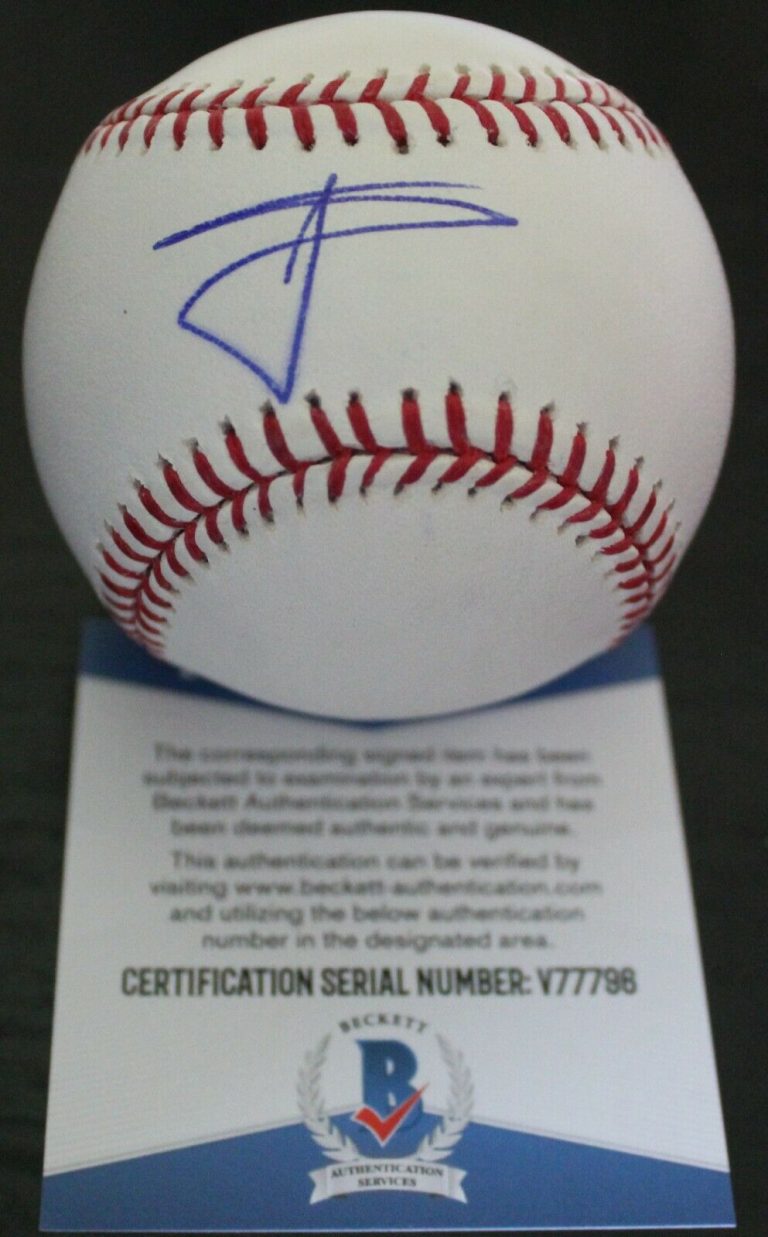 The corresponding signed item has been
subjected to examination by an expert from
Beckett Authentication Services and has
been deemed authentic and genuine.
This authentication can be verified by
visiting www.beckett-authentication.com
and utilizing the below authentication
number in the designated area.
CERTIFICATION SERIAL NUMBER: V77796
BECKETT
B
AUTHENTICATION
SERVICES